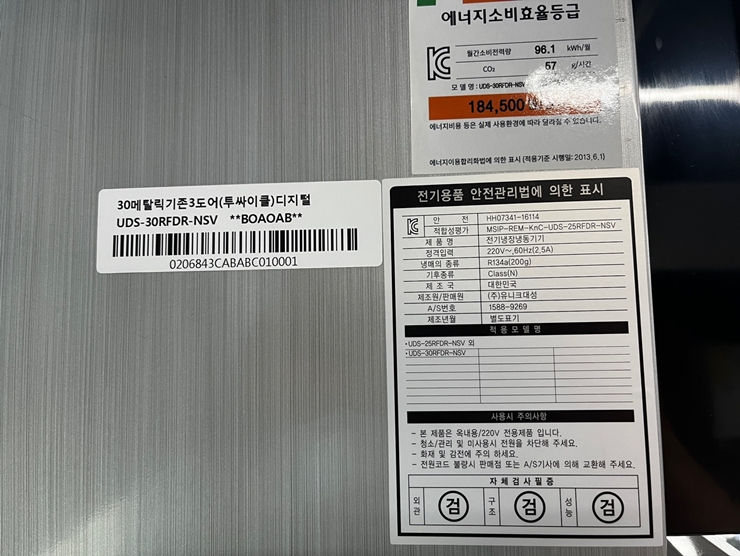 에너지소비효율등급
월간소비전력량 96.1 kWh/월
CO₂ 57 g/시간
모 델 명 : UDS-30RFDR-NSV
184,500
에너지비용 등은 실제 사용환경에 따라 달라질 수 있습니다.
에너지이용합리화법에 의한 표시 (적용기준 시행일: 2013.6.1)
30메탈릭기존3도어(투싸이클)디지털
UDS-30RFDR-NSV **BOAOAB**
0206843CABABC010001
전기용품 안전관리법에 의한 표시
안 전 HH07341-16114
적합성평가 MSIP-REM-KnC-UDS-25RFDR-NSV
제 품 명 전기냉장냉동기기
정격입력 220V~,60Hz(2,5A)
냉매의 종류 R134a(200g)
기후종류 Class(N)
제 조 국 대한민국
제조원/판매원 (주)유니크대성
A/S번호 1588-9269
제조년월 별도표기
적 용 모 델 명
•UDS-25RFDR-NSV 외
•UDS-30RFDR-NSV
사용시 주의사항
- 본 제품은 옥내용/220V 전용제품 입니다.
- 청소/관리 및 미사용시 전원을 차단해 주세요.
- 화재 및 감전에 주의 하세요.
- 전원코드 불량시 판매점 또는 A/S기사에 의해 교환해 주세요.
자 체 검 사 필 증
외관 검 구조 검 성능 검